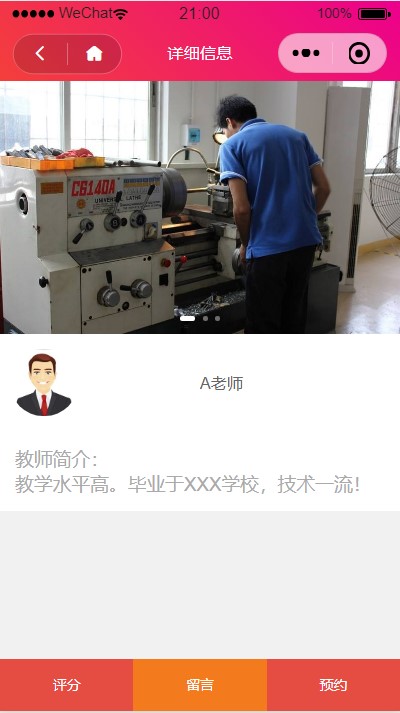 WeChat 21:00 100%
详细信息
C6140A
UNIVERSAL LATHE
A老师
教师简介：
教学水平高。毕业于XXX学校，技术一流！
评分 留言 预约